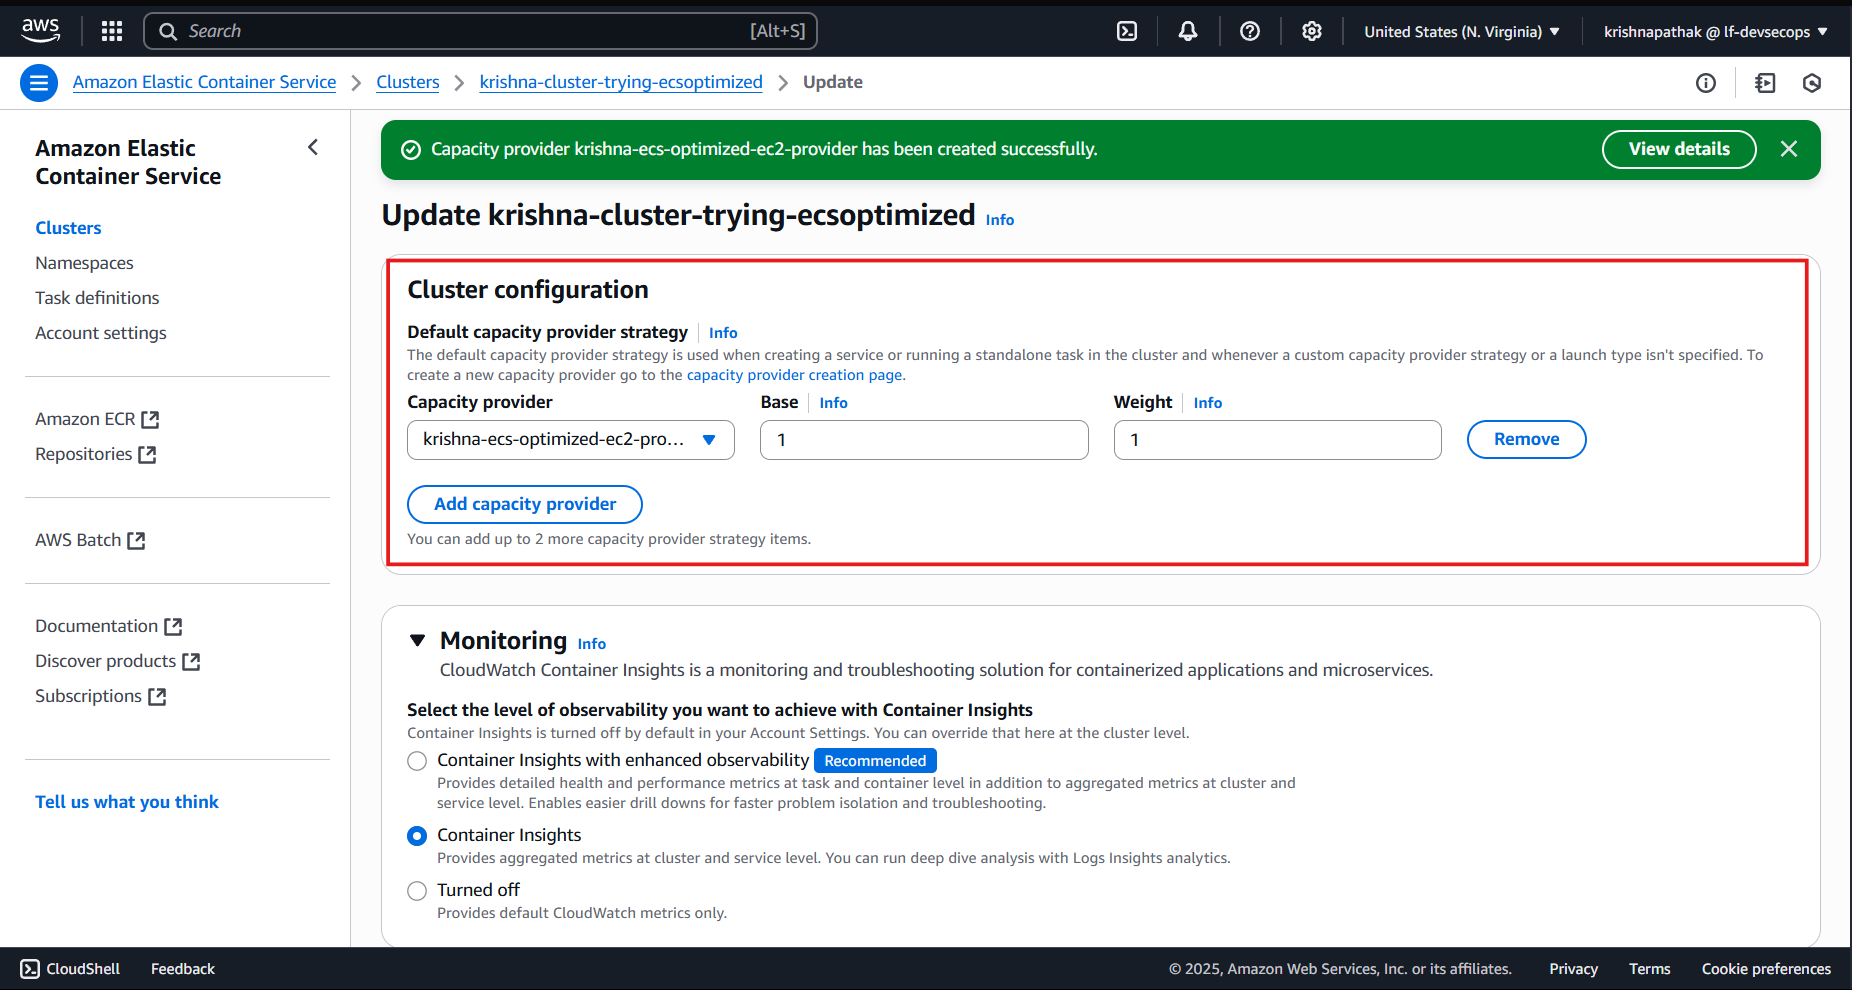 aws
Search
[Alt+S]
United States (N. Virginia)
krishnapathak @ lf-devsecops
Amazon Elastic Container Service
Clusters
krishna-cluster-trying-ecsoptimized
Update
Amazon Elastic
Container Service
Clusters
Namespaces
Task definitions
Account settings
Amazon ECR
Repositories
AWS Batch
Documentation
Discover products
Subscriptions
Tell us what you think
Capacity provider krishna-ecs-optimized-ec2-provider has been created successfully.
View details
Update krishna-cluster-trying-ecsoptimized Info
Cluster configuration
Default capacity provider strategy Info
The default capacity provider strategy is used when creating a service or running a standalone task in the cluster and whenever a custom capacity provider strategy or a launch type isn't specified. To
create a new capacity provider go to the capacity provider creation page.
Capacity provider
Base Info
Weight Info
krishna-ecs-optimized-ec2-pro...
1
1
Remove
Add capacity provider
You can add up to 2 more capacity provider strategy items.
Monitoring Info
CloudWatch Container Insights is a monitoring and troubleshooting solution for containerized applications and microservices.
Select the level of observability you want to achieve with Container Insights
Container Insights is turned off by default in your Account Settings. You can override that here at the cluster level.
Container Insights with enhanced observability Recommended
Provides detailed health and performance metrics at task and container level in addition to aggregated metrics at cluster and
service level. Enables easier drill downs for faster problem isolation and troubleshooting.
Container Insights
Provides aggregated metrics at cluster and service level. You can run deep dive analysis with Logs Insights analytics.
Turned off
Provides default CloudWatch metrics only.
CloudShell
Feedback
© 2025, Amazon Web Services, Inc. or its affiliates.
Privacy
Terms
Cookie preferences